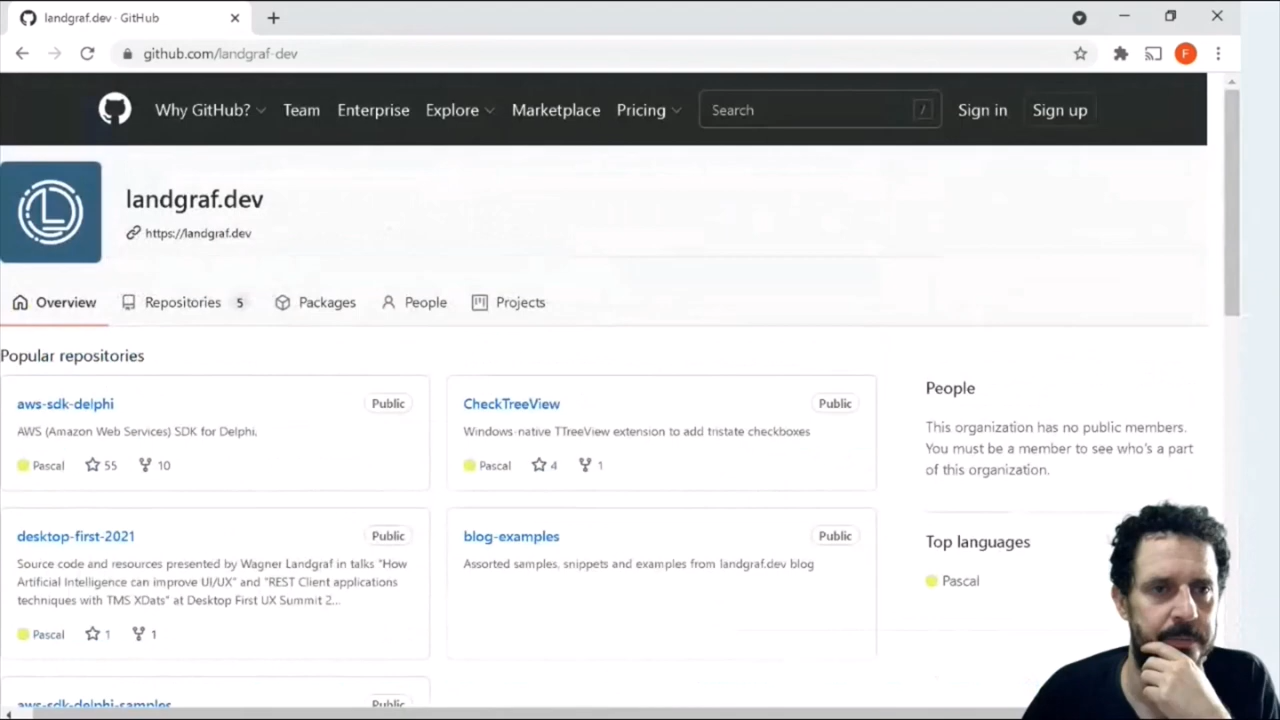 landgraf.dev · GitHub
github.com/landgraf-dev
F
Why GitHub? Team Enterprise Explore Marketplace Pricing Search / Sign in Sign up
landgraf.dev
https://landgraf.dev
Overview Repositories 5 Packages People Projects
Popular repositories
aws-sdk-delphi Public
AWS (Amazon Web Services) SDK for Delphi.
Pascal 55 10
CheckTreeView Public
Windows-native TTreeView extension to add tristate checkboxes
Pascal 4 1
desktop-first-2021 Public
Source code and resources presented by Wagner Landgraf in talks "How
Artificial Intelligence can improve UI/UX" and "REST Client applications
techniques with TMS XData" at Desktop First UX Summit 2...
Pascal 1 1
blog-examples Public
Assorted samples, snippets and examples from landgraf.dev blog
aws-sdk-delphi-samples Public
People
This organization has no public members.
You must be a member to see who's a part
of this organization.
Top languages
Pascal